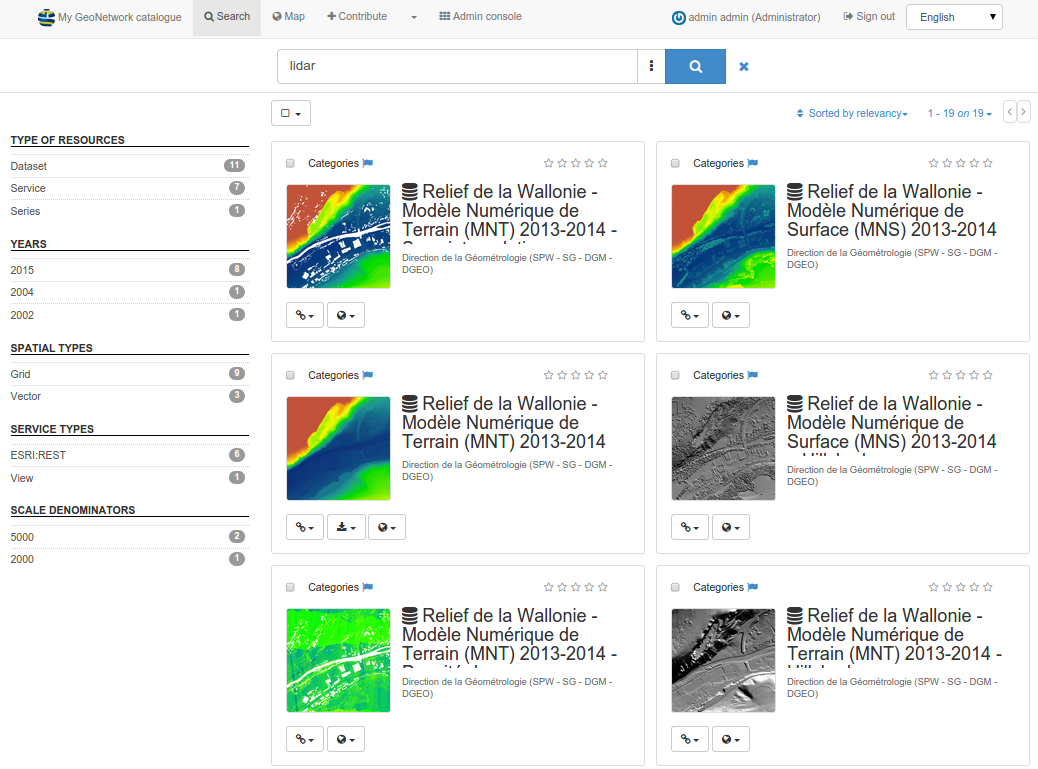 My GeoNetwork catalogue Search Map Contribute Admin console admin admin (Administrator) Sign out English
lidar
Sorted by relevancy 1 - 19 on 19
TYPE OF RESOURCES
Dataset 11
Service 7
Series 1
YEARS
2015 8
2004 1
2002 1
SPATIAL TYPES
Grid 9
Vector 3
SERVICE TYPES
ESRI:REST 6
View 1
SCALE DENOMINATORS
5000 2
2000 1
Categories
Relief de la Wallonie -
Modèle Numérique de
Terrain (MNT) 2013-2014 -
Direction de la Géométrologie (SPW - SG - DGM -
DGEO)
Categories
Relief de la Wallonie -
Modèle Numérique de
Surface (MNS) 2013-2014
Direction de la Géométrologie (SPW - SG - DGM -
DGEO)
Categories
Relief de la Wallonie -
Modèle Numérique de
Terrain (MNT) 2013-2014
Direction de la Géométrologie (SPW - SG - DGM -
DGEO)
Categories
Relief de la Wallonie -
Modèle Numérique de
Surface (MNS) 2013-2014
Direction de la Géométrologie (SPW - SG - DGM -
DGEO)
Categories
Relief de la Wallonie -
Modèle Numérique de
Terrain (MNT) 2013-2014 -
Direction de la Géométrologie (SPW - SG - DGM -
DGEO)
Categories
Relief de la Wallonie -
Modèle Numérique de
Terrain (MNT) 2013-2014 -
Direction de la Géométrologie (SPW - SG - DGM -
DGEO)